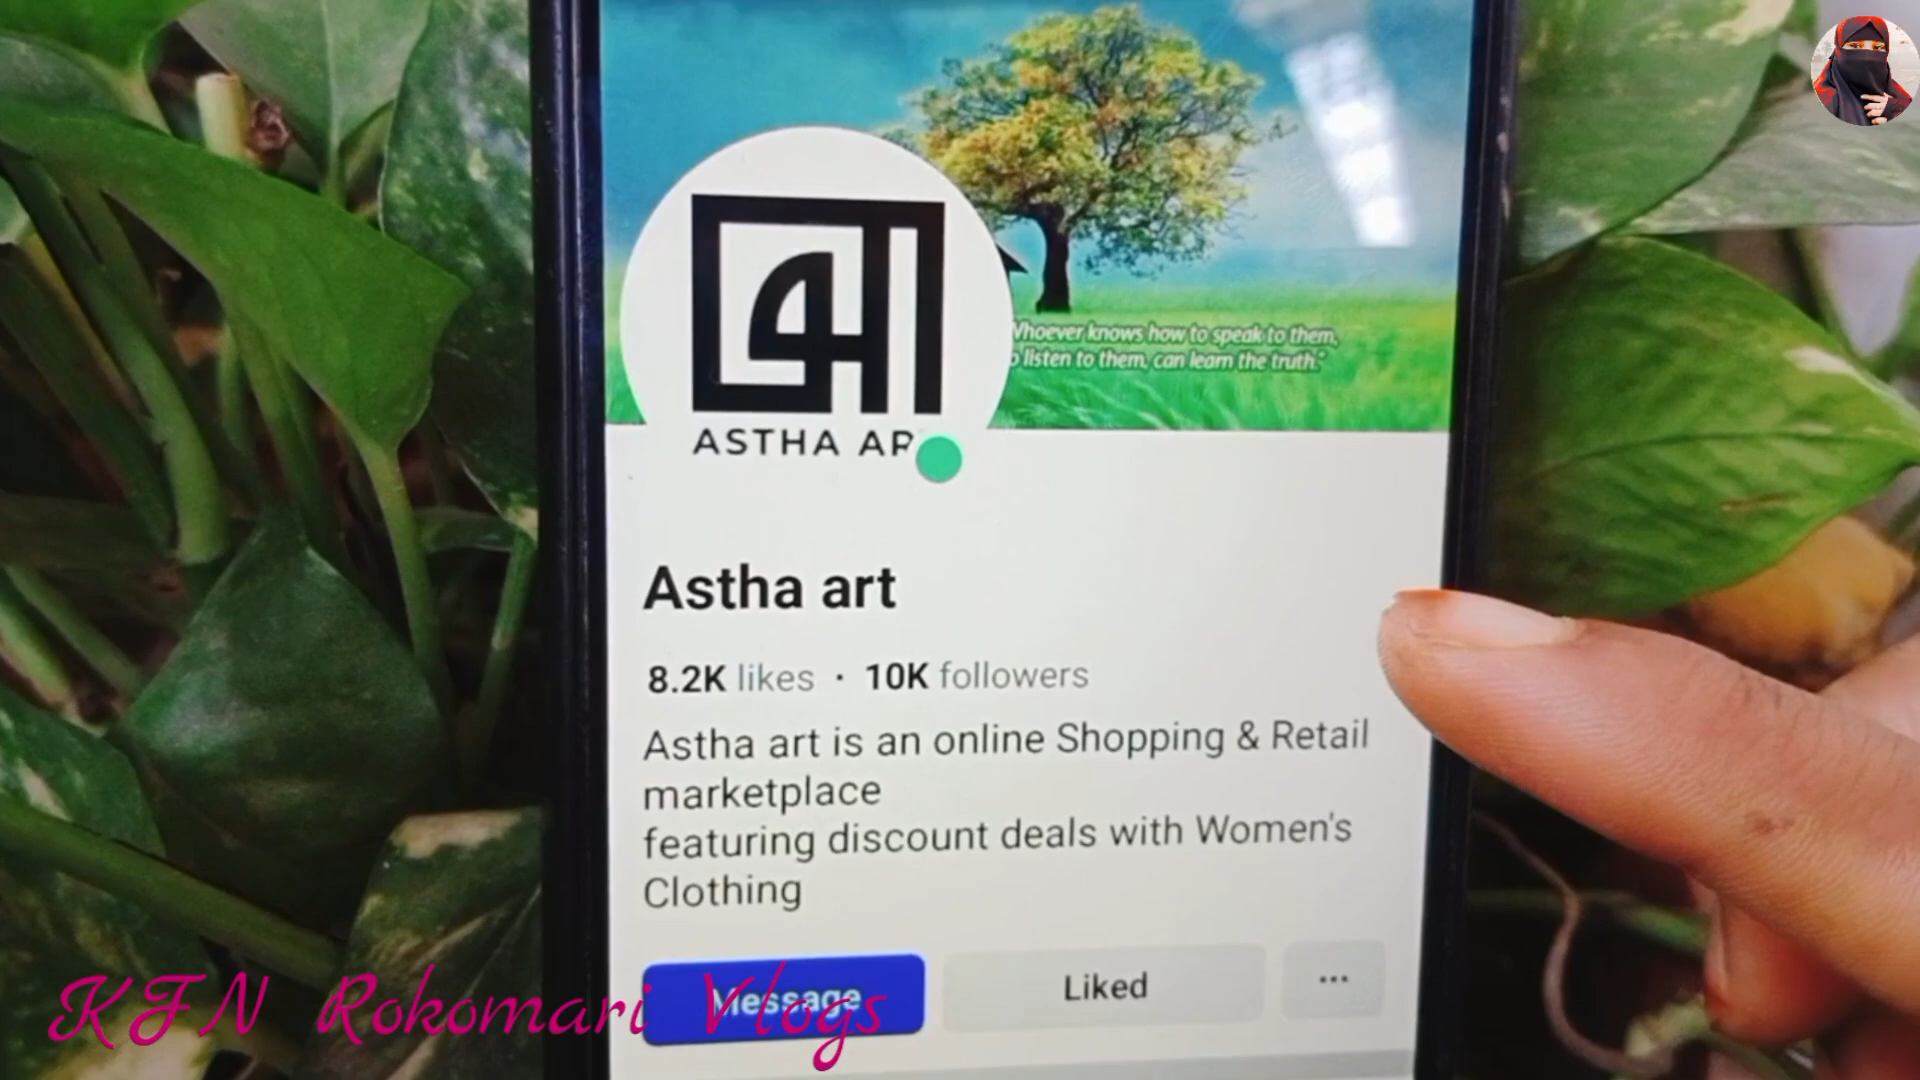 Whoever knows how to speak to them,
listen to them, can learn the truth."
ASTHA AR
Astha art
8.2K likes · 10K followers
Astha art is an online Shopping & Retail
marketplace
featuring discount deals with Women's
Clothing
Message
Liked
...
KFN Rokomari Vlogs